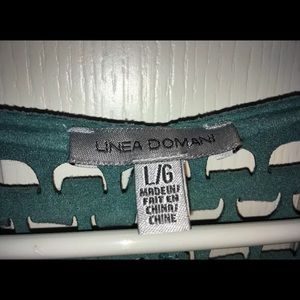 LINEA DOMANI
L/G
MADE IN/
FAIT EN
CHINA/
CHINE